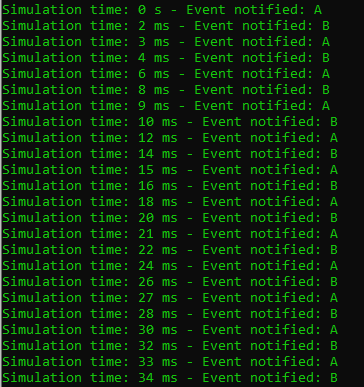 Simulation time: 0 s - Event notified: A
Simulation time: 2 ms - Event notified: B
Simulation time: 3 ms - Event notified: A
Simulation time: 4 ms - Event notified: B
Simulation time: 6 ms - Event notified: A
Simulation time: 8 ms - Event notified: B
Simulation time: 9 ms - Event notified: A
Simulation time: 10 ms - Event notified: B
Simulation time: 12 ms - Event notified: A
Simulation time: 14 ms - Event notified: B
Simulation time: 15 ms - Event notified: A
Simulation time: 16 ms - Event notified: B
Simulation time: 18 ms - Event notified: A
Simulation time: 20 ms - Event notified: B
Simulation time: 21 ms - Event notified: A
Simulation time: 22 ms - Event notified: B
Simulation time: 24 ms - Event notified: A
Simulation time: 26 ms - Event notified: B
Simulation time: 27 ms - Event notified: A
Simulation time: 28 ms - Event notified: B
Simulation time: 30 ms - Event notified: A
Simulation time: 32 ms - Event notified: B
Simulation time: 33 ms - Event notified: A
Simulation time: 34 ms - Event notified: B